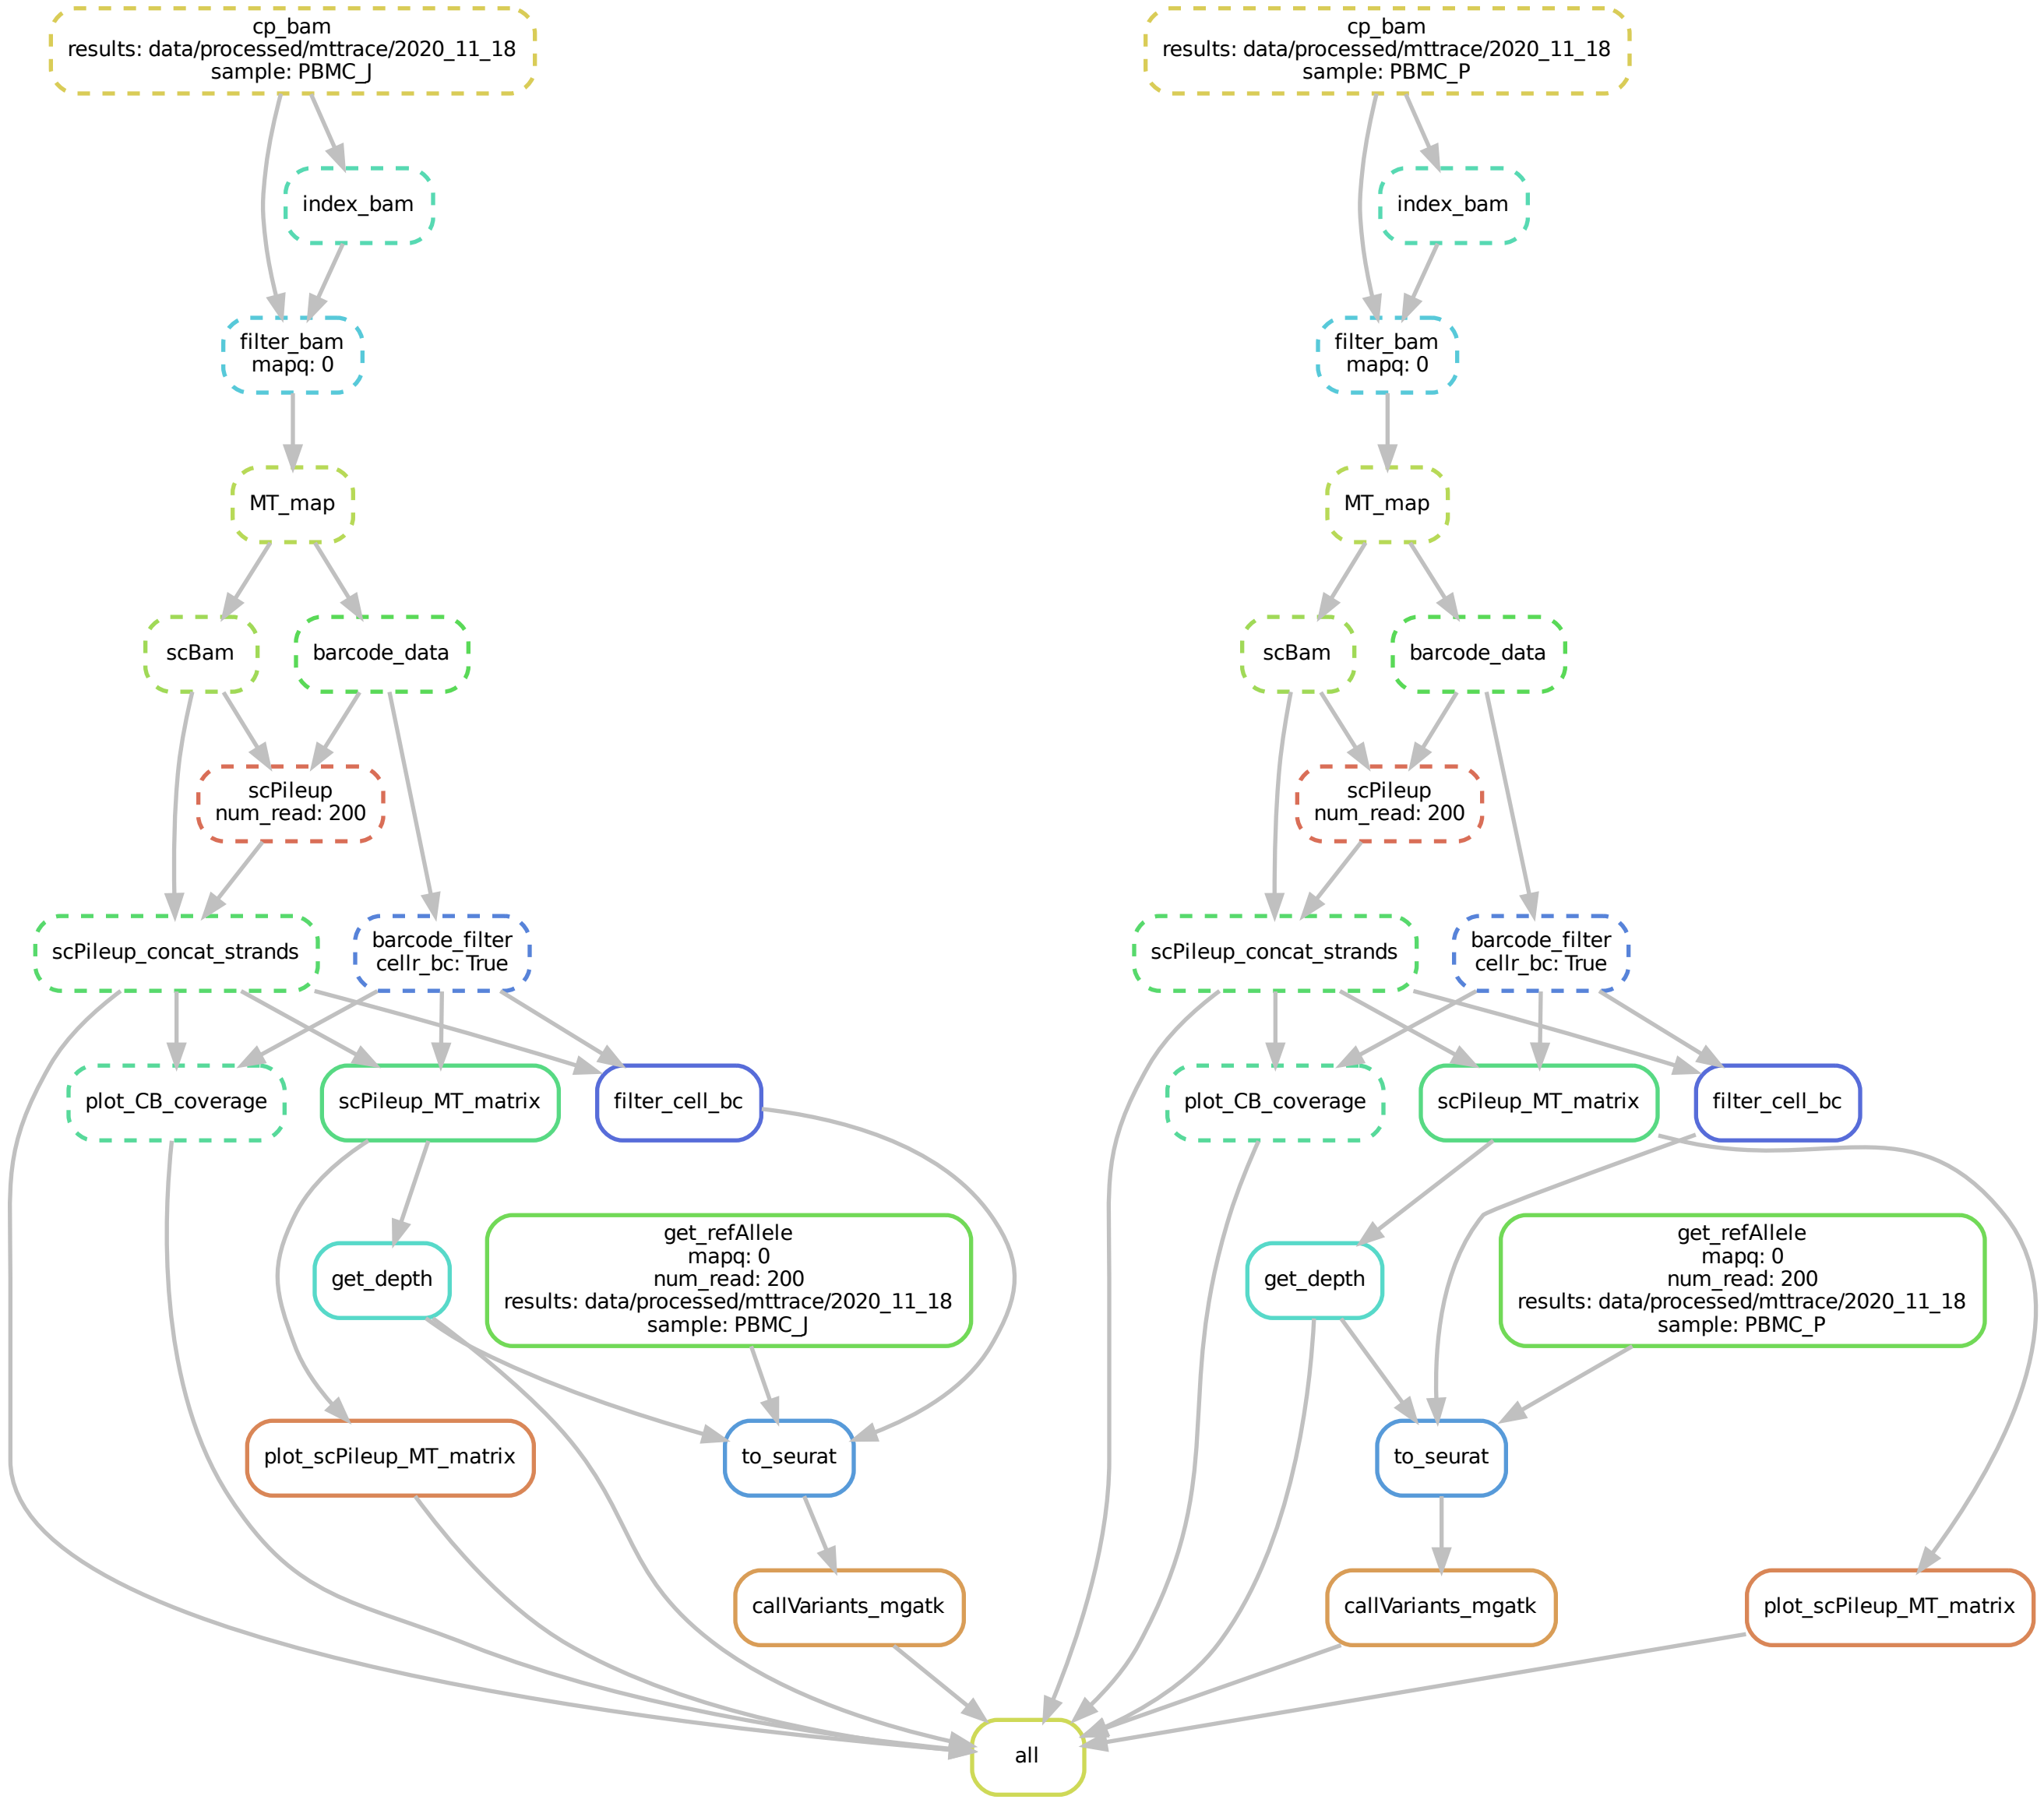 cp_bam
results: data/processed/mttrace/2020_11_18
sample: PBMC_J
cp_bam
results: data/processed/mttrace/2020_11_18
sample: PBMC_P
index_bam
index_bam
filter_bam
mapq: 0
filter_bam
mapq: 0
MT_map
MT_map
scBam
barcode_data
scBam
barcode_data
scPileup
num_read: 200
scPileup
num_read: 200
scPileup_concat_strands
barcode_filter
cellr_bc: True
scPileup_concat_strands
barcode_filter
cellr_bc: True
plot_CB_coverage
scPileup_MT_matrix
filter_cell_bc
plot_CB_coverage
scPileup_MT_matrix
filter_cell_bc
get_depth
get_refAllele
mapq: 0
num_read: 200
results: data/processed/mttrace/2020_11_18
sample: PBMC_J
get_depth
get_refAllele
mapq: 0
num_read: 200
results: data/processed/mttrace/2020_11_18
sample: PBMC_P
plot_scPileup_MT_matrix
to_seurat
to_seurat
callVariants_mgatk
callVariants_mgatk
plot_scPileup_MT_matrix
all